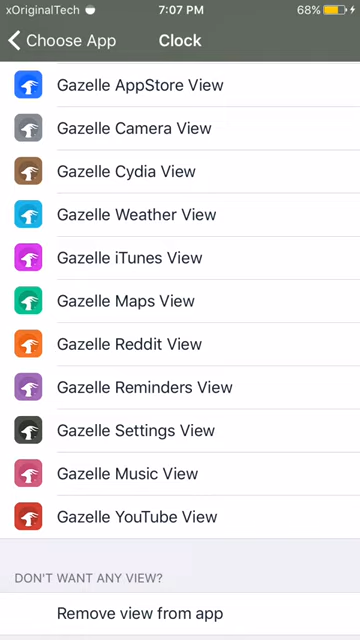 xOriginalTech 7:07 PM 68%
Choose App Clock
Gazelle AppStore View
Gazelle Camera View
Gazelle Cydia View
Gazelle Weather View
Gazelle iTunes View
Gazelle Maps View
Gazelle Reddit View
Gazelle Reminders View
Gazelle Settings View
Gazelle Music View
Gazelle YouTube View
DON'T WANT ANY VIEW?
Remove view from app